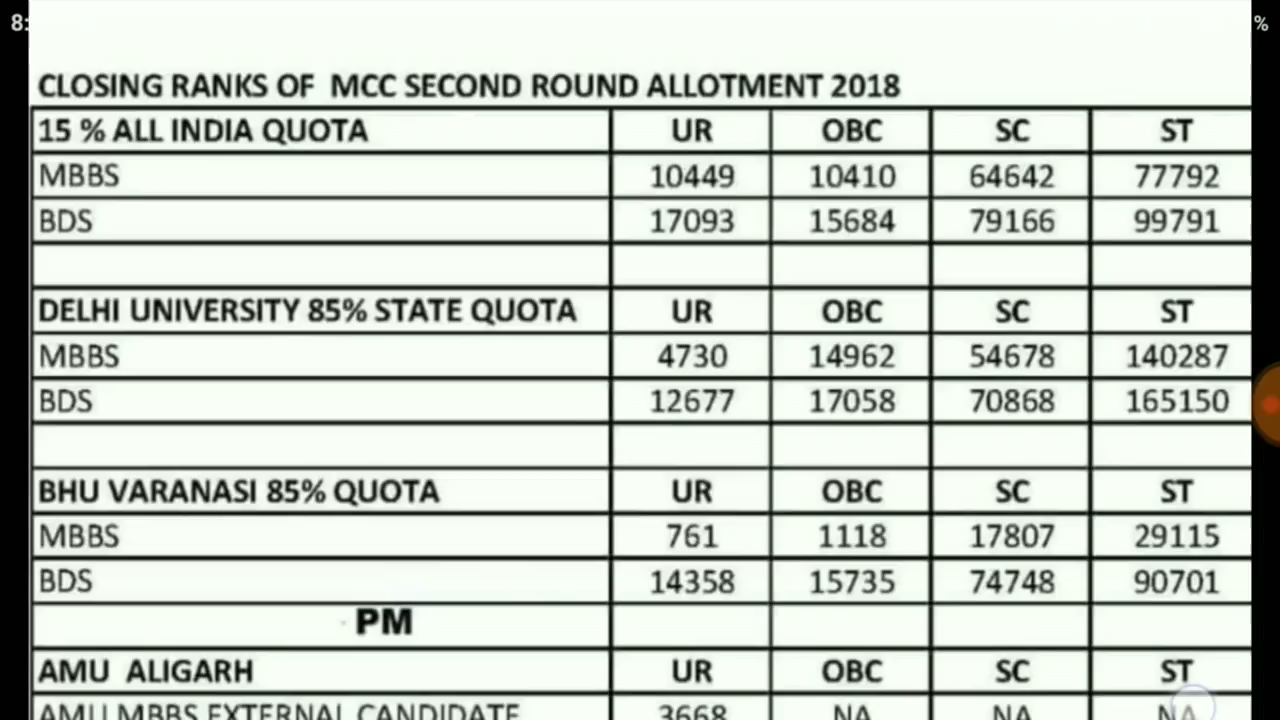 8:
%
CLOSING RANKS OF MCC SECOND ROUND ALLOTMENT 2018
15 % ALL INDIA QUOTA UR OBC SC ST
MBBS 10449 10410 64642 77792
BDS 17093 15684 79166 99791
DELHI UNIVERSITY 85% STATE QUOTA UR OBC SC ST
MBBS 4730 14962 54678 140287
BDS 12677 17058 70868 165150
BHU VARANASI 85% QUOTA UR OBC SC ST
MBBS 761 1118 17807 29115
BDS 14358 15735 74748 90701
PM
AMU ALIGARH UR OBC SC ST
AMU MBBS EXTERNAL CANDIDATE 3668 NA NA NA